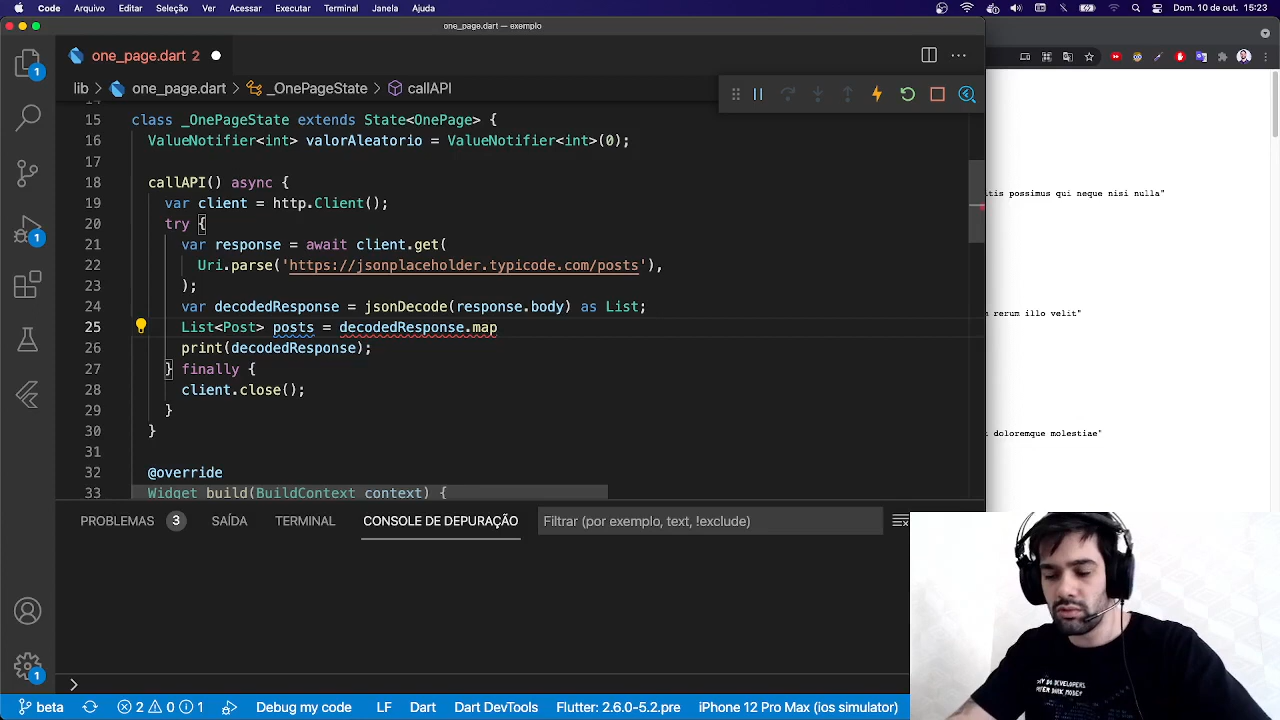 Code Arquivo Editar Seleção Ver Acessar Executar Terminal Janela Ajuda
Dom. 10 de out. 15:23
one_page.dart — exemplo
one_page.dart 2
lib > one_page.dart > _OnePageState > callAPI
14
15 class _OnePageState extends State<OnePage> {
16 ValueNotifier<int> valorAleatorio = ValueNotifier<int>(0);
17
18 callAPI() async {
19 var client = http.Client();
20 try {
21 var response = await client.get(
22 Uri.parse('https://jsonplaceholder.typicode.com/posts'),
23 );
24 var decodedResponse = jsonDecode(response.body) as List;
25 List<Post> posts = decodedResponse.map
26 print(decodedResponse);
27 } finally {
28 client.close();
29 }
30 }
31
32 @override
33 Widget build(BuildContext context) {
possimus qui neque nisi nulla"
rerum illo velit"
doloremque molestiae"
1
1
1
PROBLEMAS 3 SAÍDA TERMINAL CONSOLE DE DEPURAÇÃO Filtrar (por exemplo, text, !exclude)
>
beta 2 0 1 Debug my code LF Dart Dart DevTools Flutter: 2.6.0-5.2.pre iPhone 12 Pro Max (ios simulator)
DEVELOPERS
DARK MODE?